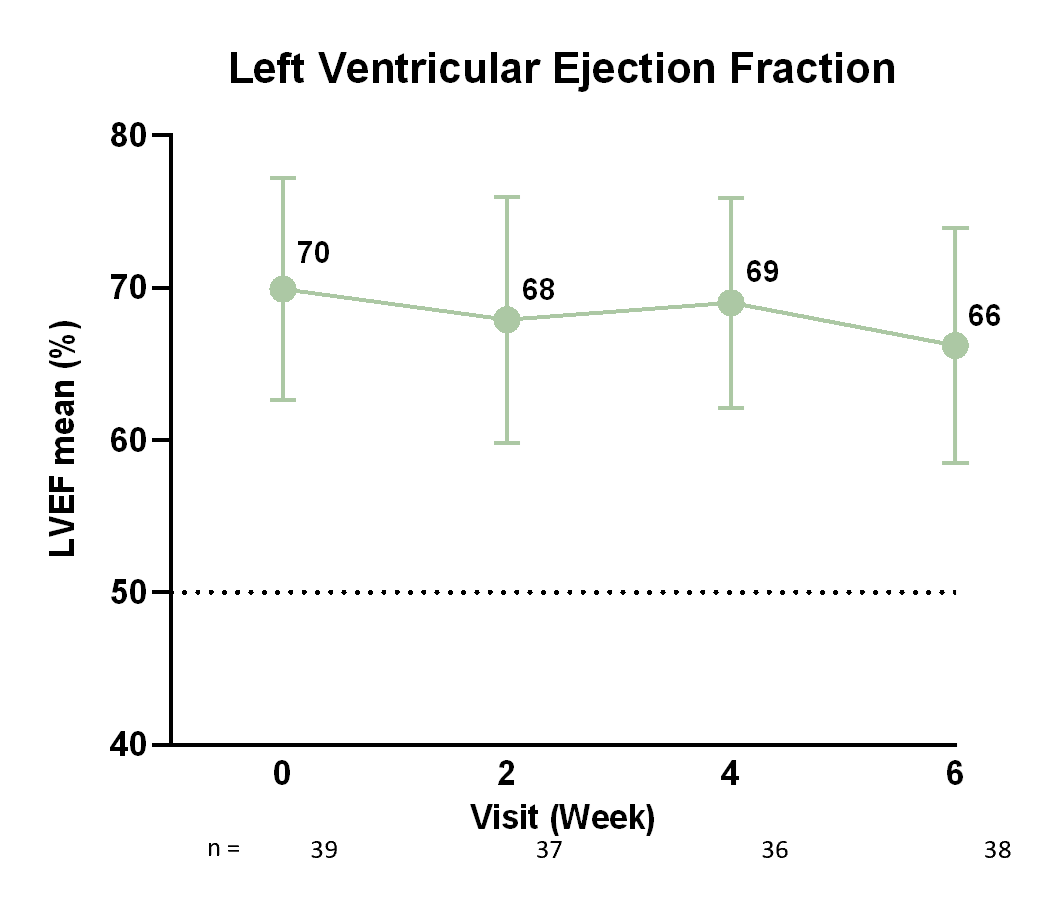 Left Ventricular Ejection Fraction
80
70
60
50
40
LVEF mean (%)
70
68
69
66
0 2 4 6
Visit (Week)
n = 39 37 36 38